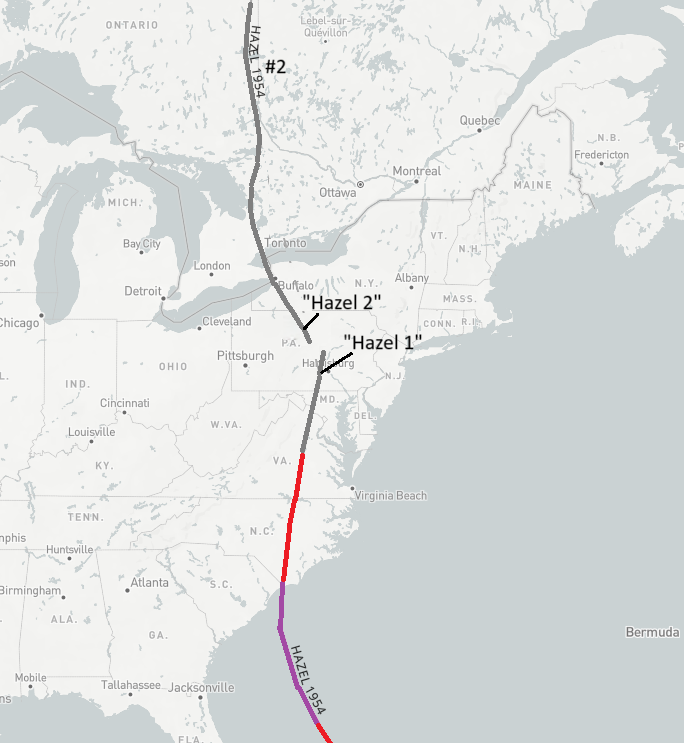 ONTARIO
Lebel-sur-
Quévillon
HAZEL 1954
#2
Quebec
N.B.
Fredericton
Montreal
Ottawa
MAINE
MICH.
Bay City
Toronto
VT.
N.H.
London
Buffalo
N.Y.
Albany
Detroit
"Hazel 2"
MASS.
Chicago
Cleveland
CONN.
R.I.
PA.
"Hazel 1"
Pittsburgh
Harrisburg
OHIO
N.J.
IND.
MD.
Cincinnati
DEL.
W.VA.
Louisville
KY.
VA.
Virginia Beach
TENN.
N.C.
Huntsville
S.C.
Birmingham
Atlanta
ALA.
GA.
Bermuda
HAZEL 1954
Mobile
Tallahassee
Jacksonville
FLA.